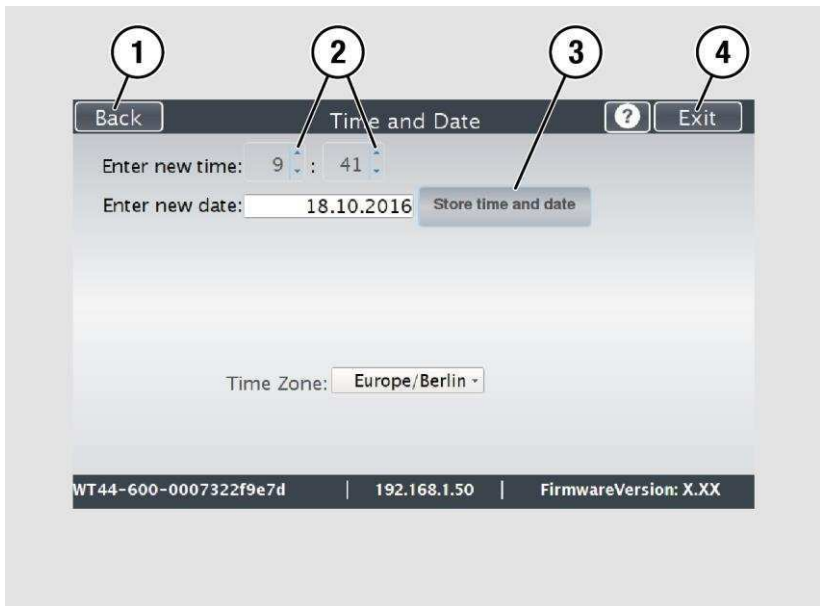 1 2 3 4
Back Time and Date ? Exit
Enter new time: 9 : 41
Enter new date: 18.10.2016 Store time and date
Time Zone: Europe/Berlin
WT44-600-0007322f9e7d | 192.168.1.50 | FirmwareVersion: X.XX